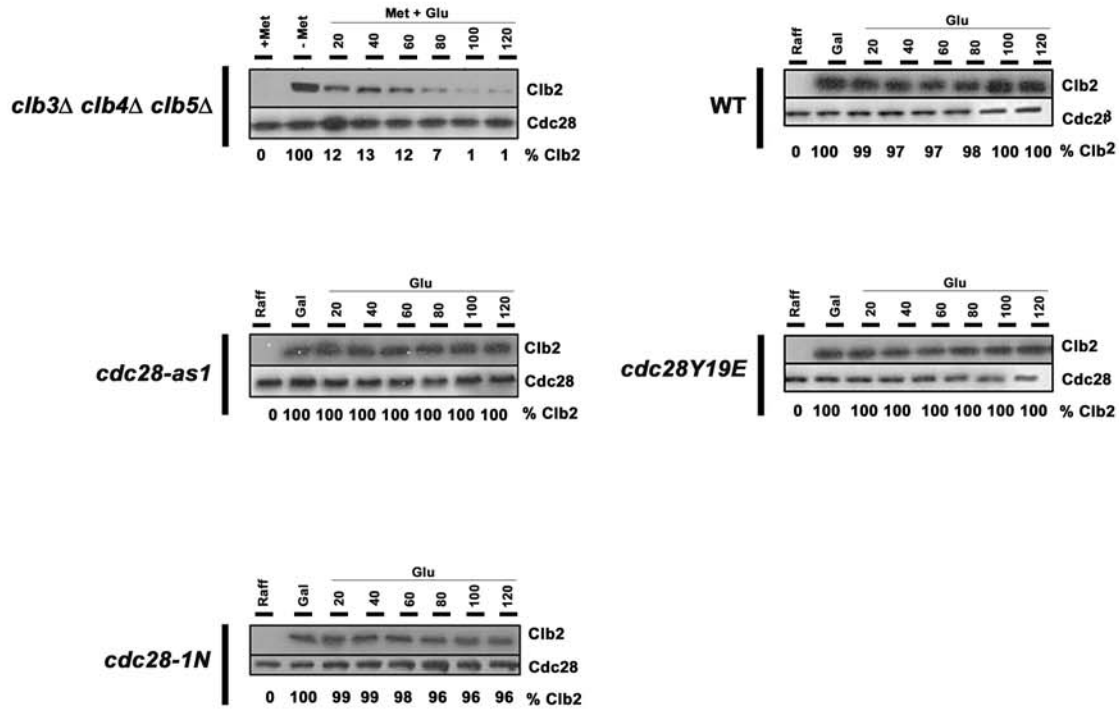 Met + Glu
+Met - Met 20 40 60 80 100 120
clb3Δ clb4Δ clb5Δ
Clb2
Cdc28
0 100 12 13 12 7 1 1 % Clb2
Glu
Raff Gal 20 40 60 80 100 120
WT
Clb2
Cdc28
0 100 99 97 97 98 100 100 % Clb2
Glu
Raff Gal 20 40 60 80 100 120
cdc28-as1
Clb2
Cdc28
0 100 100 100 100 100 100 100 % Clb2
Glu
Raff Gal 20 40 60 80 100 120
cdc28Y19E
Clb2
Cdc28
0 100 100 100 100 100 100 100 % Clb2
Glu
Raff Gal 20 40 60 80 100 120
cdc28-1N
Clb2
Cdc28
0 100 99 99 98 96 96 96 % Clb2